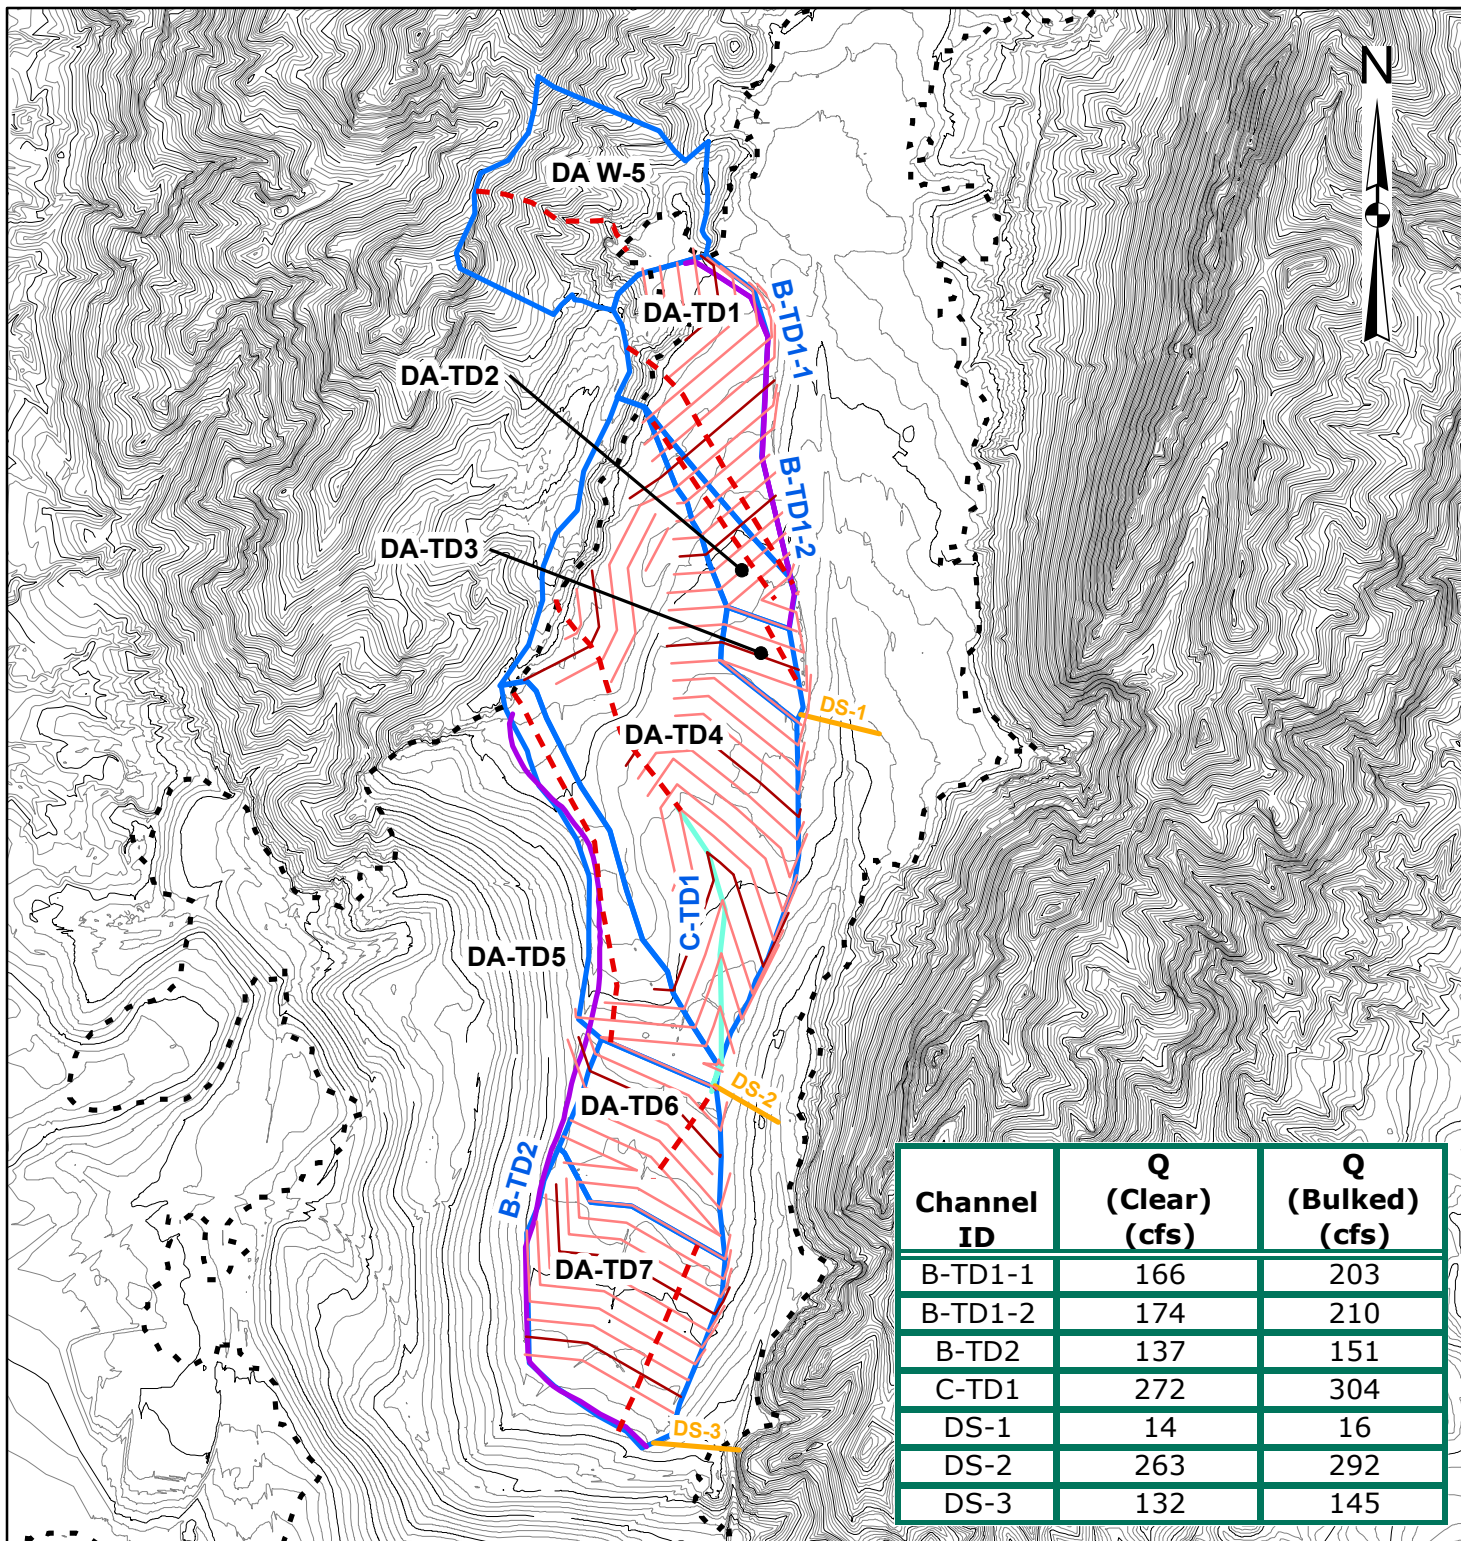 N
DA W-5
DA-TD1
B-TD1-1
DA-TD2
B-TD1-2
DA-TD3
DS-1
DA-TD4
C-TD1
DA-TD5
DS-2
DA-TD6
B-TD2
DA-TD7
DS-3
Channel ID Q (Clear) (cfs) Q (Bulked) (cfs)
B-TD1-1 166 203
B-TD1-2 174 210
B-TD2 137 151
C-TD1 272 304
DS-1 14 16
DS-2 263 292
DS-3 132 145